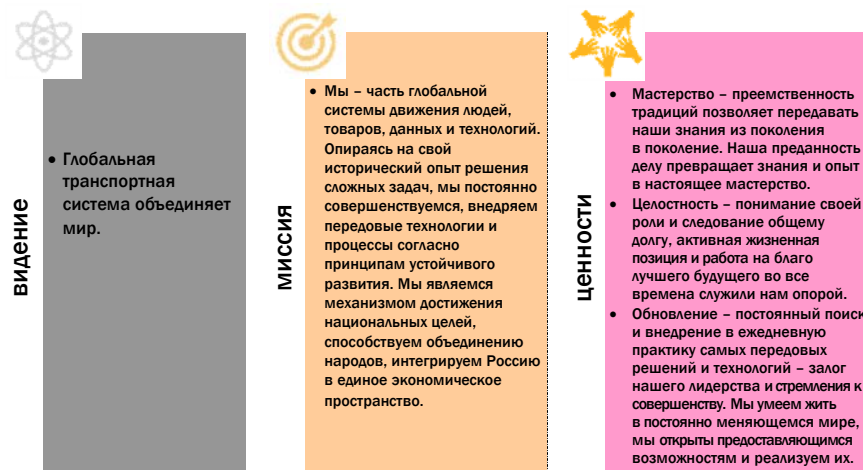 видение
• Глобальная
транспортная
система объединяет
мир.
миссия
• Мы – часть глобальной
системы движения людей,
товаров, данных и технологий.
Опираясь на свой
исторический опыт решения
сложных задач, мы постоянно
совершенствуемся, внедряем
передовые технологии и
процессы согласно
принципам устойчивого
развития. Мы являемся
механизмом достижения
национальных целей,
способствуем объединению
народов, интегрируем Россию
в единое экономическое
пространство.
ценности
• Мастерство – преемственность
традиций позволяет передавать
наши знания из поколения
в поколение. Наша преданность
делу превращает знания и опыт
в настоящее мастерство.
• Целостность – понимание своей
роли и следование общему
долгу, активная жизненная
позиция и работа на благо
лучшего будущего во все
времена служили нам опорой.
• Обновление – постоянный поиск
и внедрение в ежедневную
практику самых передовых
решений и технологий – залог
нашего лидерства и стремления к
совершенству. Мы умеем жить
в постоянно меняющемся мире,
мы открыты предоставляющимся
возможностям и реализуем их.